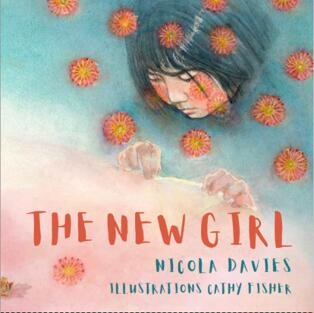 THE NEW GIRL
NICOLA DAVIES
ILLUSTRATIONS CATHY FISHER